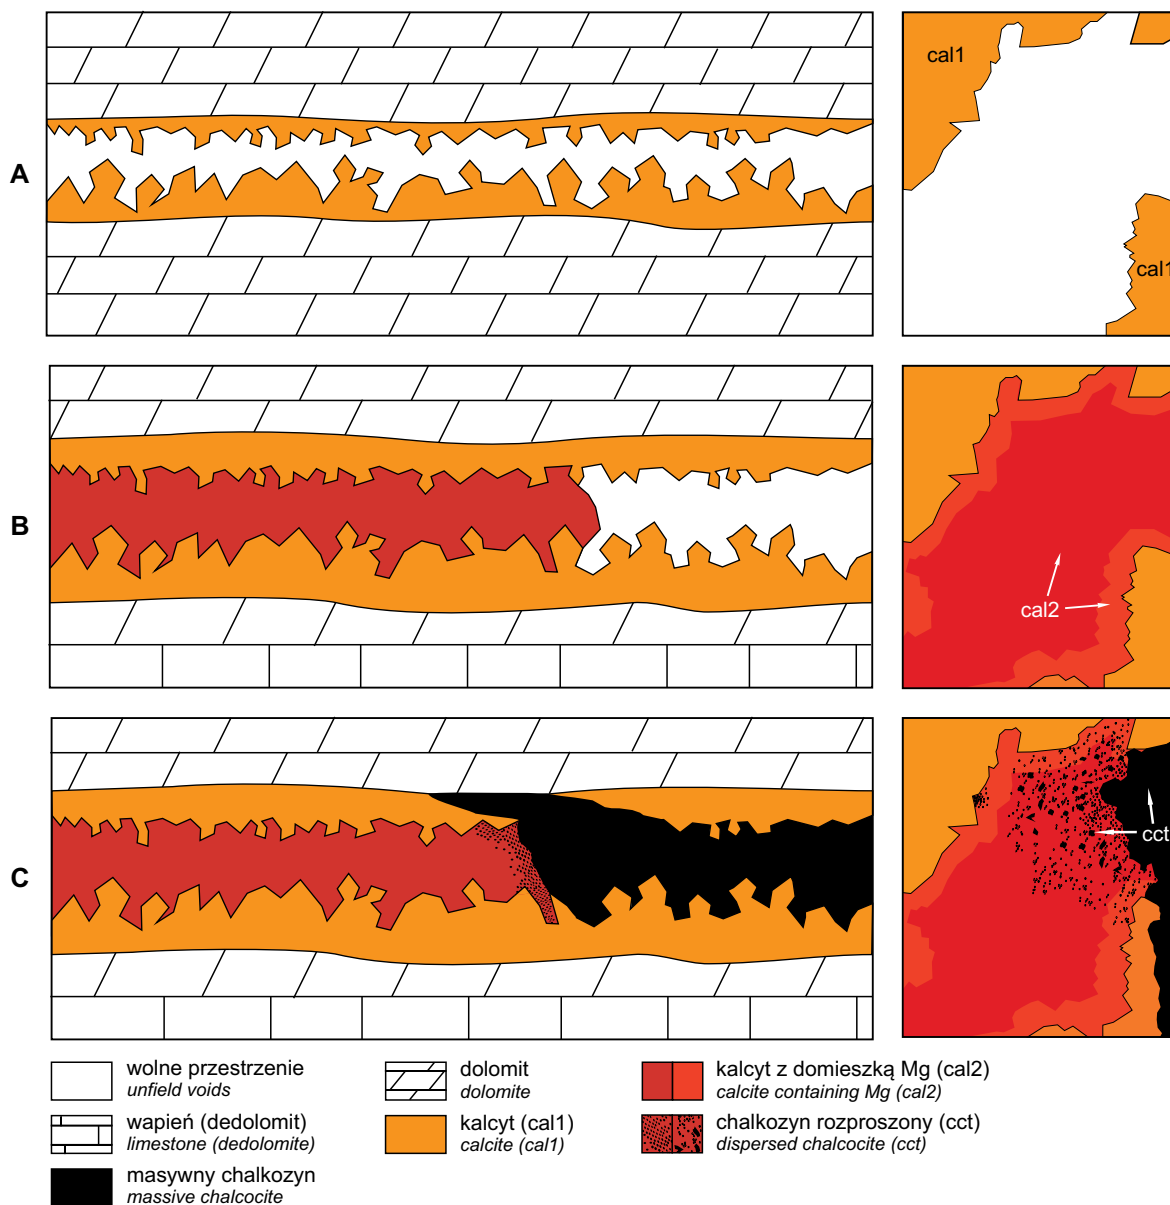 A
cal1
cal1
B
cal2
C
cct
wolne przestrzenie
unfield voids
dolomit
dolomite
kalcyt z domieszką Mg (cal2)
calcite containing Mg (cal2)
wapień (dedolomit)
limestone (dedolomite)
kalcyt (cal1)
calcite (cal1)
chalkozyn rozproszony (cct)
dispersed chalcocite (cct)
masywny chalkozyn
massive chalcocite